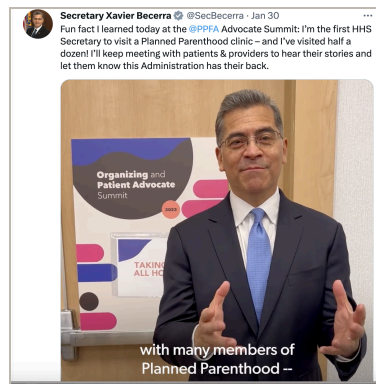 Secretary Xavier Becerra @SecBecerra · Jan 30
Fun fact I learned today at the @PPFA Advocate Summit: I'm the first HHS
Secretary to visit a Planned Parenthood clinic – and I've visited half a
dozen! I'll keep meeting with patients & providers to hear their stories and
let them know this Administration has their back.
Organizing and
Patient Advocate
Summit
TAKING
ALL HO
with many members of
Planned Parenthood --